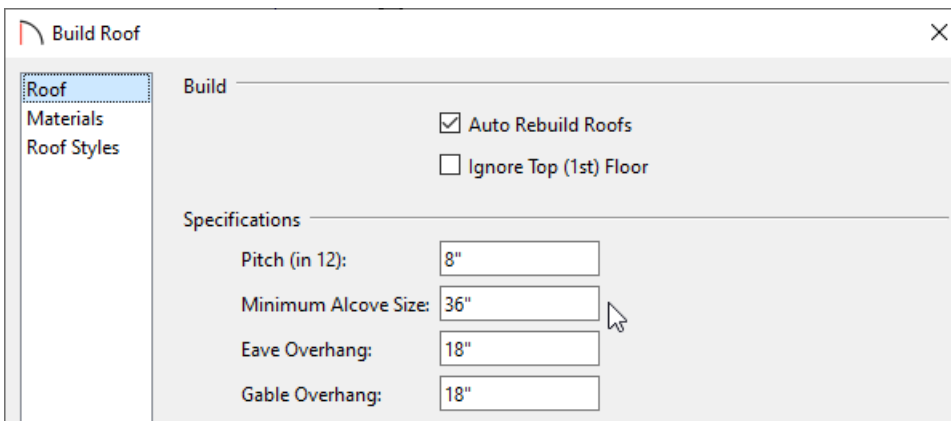 Build Roof
Roof
Materials
Roof Styles
Build
Auto Rebuild Roofs
Ignore Top (1st) Floor
Specifications
Pitch (in 12): 8"
Minimum Alcove Size: 36"
Eave Overhang: 18"
Gable Overhang: 18"